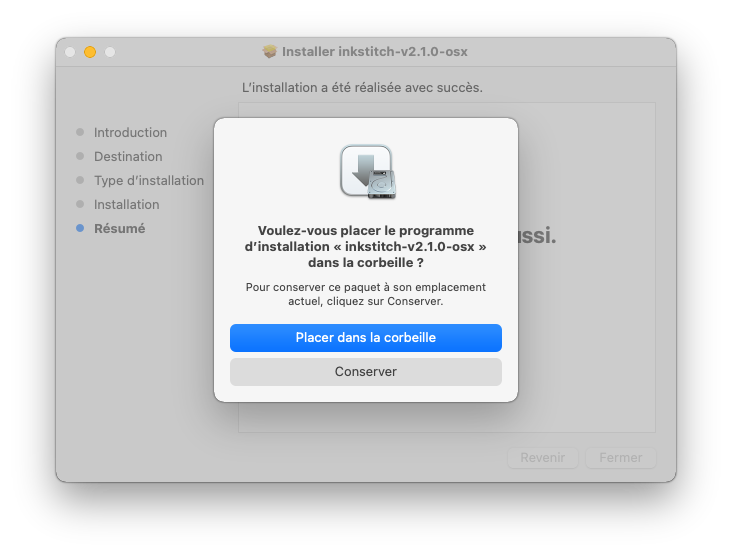 Installer inkstitch-v2.1.0-osx
L’installation a été réalisée avec succès.
Introduction
Destination
Type d’installation
Installation
Résumé
Voulez-vous placer le programme
d’installation « inkstitch-v2.1.0-osx »
dans la corbeille ?
Pour conserver ce paquet à son emplacement
actuel, cliquez sur Conserver.
Placer dans la corbeille
Conserver
Revenir
Fermer